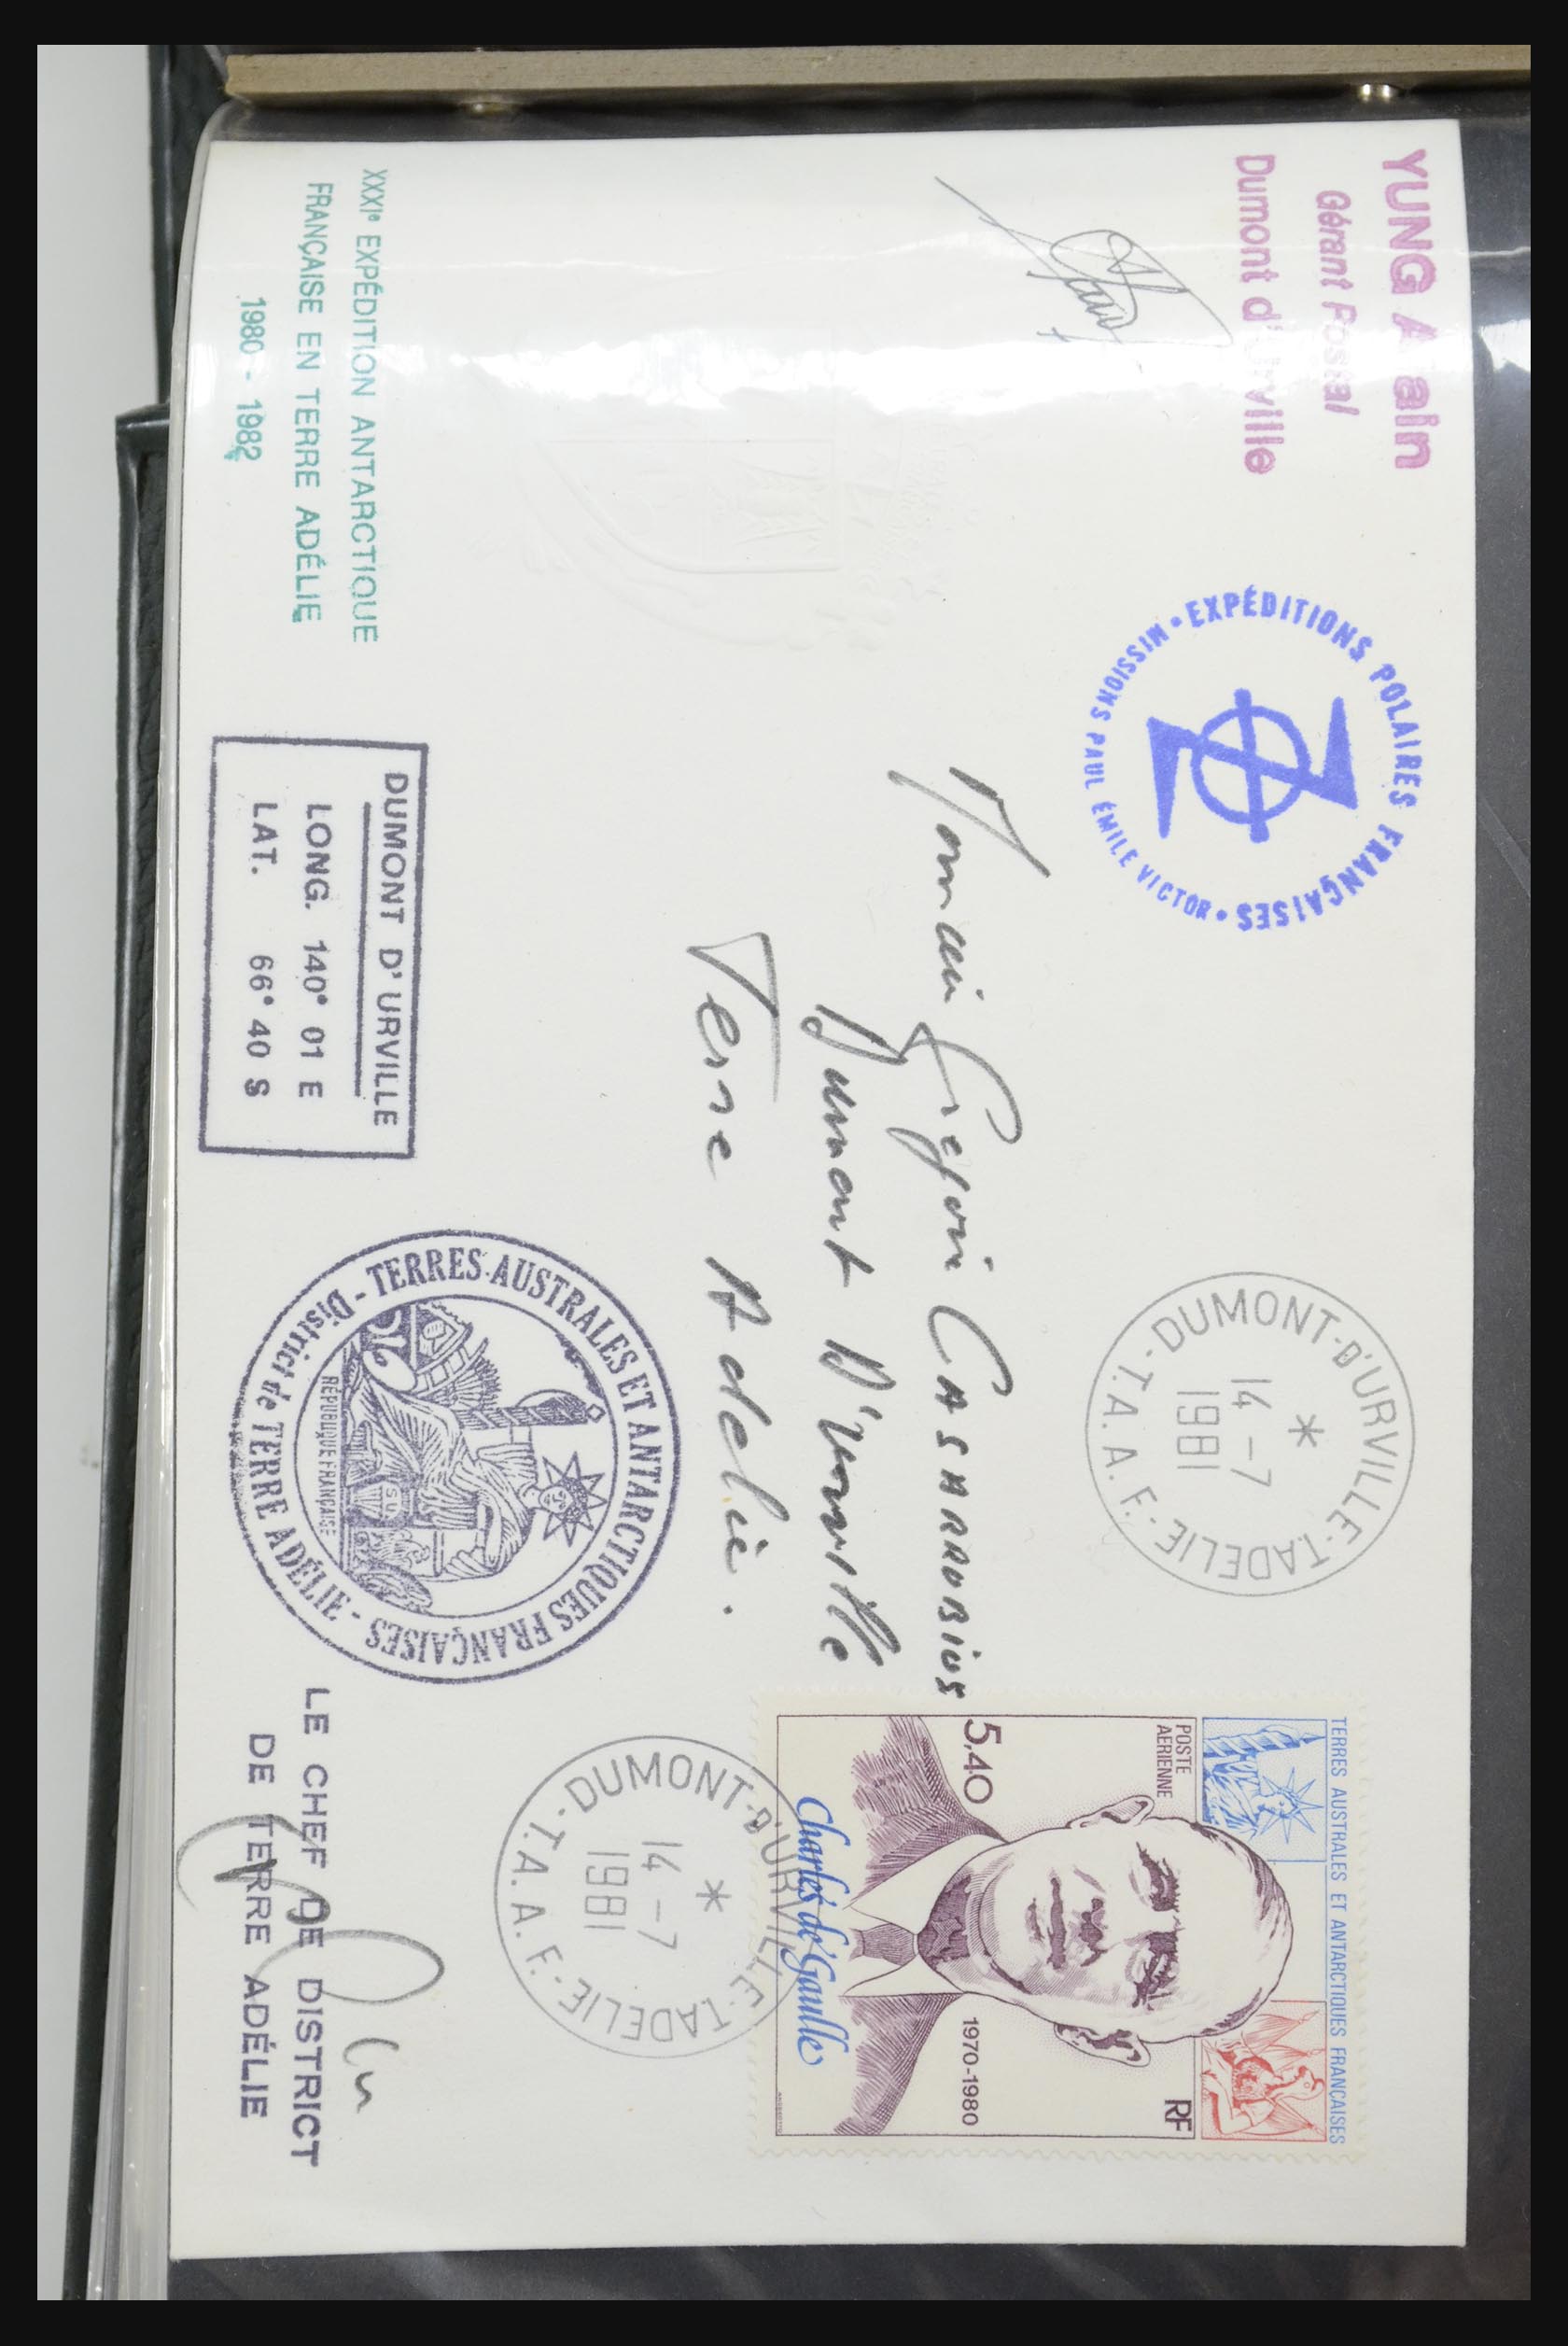 YUNG A ain
Gérant Postal
Dumont d'Urville
• EXPÉDITIONS POLAIRES FRANÇAISES •
MISSIONS PAUL ÉMILE VICTOR
DUMONT-D'URVILLE-T.ADELIE
T.A.A.F.
14 -7
1981
TERRES AUSTRALES ET ANTARCTIQUES FRANÇAISES
POSTE
AERIENNE
RF
5,40
1970-1980
Charles de Gaulle
CASARRUBIOS
Dumont D'urville
Terre Adelie.
DUMONT-D'URVILLE-T.ADELIE
T.A.A.F.
14 -7
1981
XXXIe EXPÉDITION ANTARCTIQUE
FRANÇAISE EN TERRE ADÉLIE
1980 - 1982
DUMONT D'URVILLE
LONG. 140° 01 E
LAT. 66° 40 S
- TERRES AUSTRALES ET ANTARCTIQUES FRANÇAISES -
District de TERRE ADÉLIE
RÉPUBLIQUE FRANÇAISE
LE CHEF DE DISTRICT
DE TERRE ADÉLIE